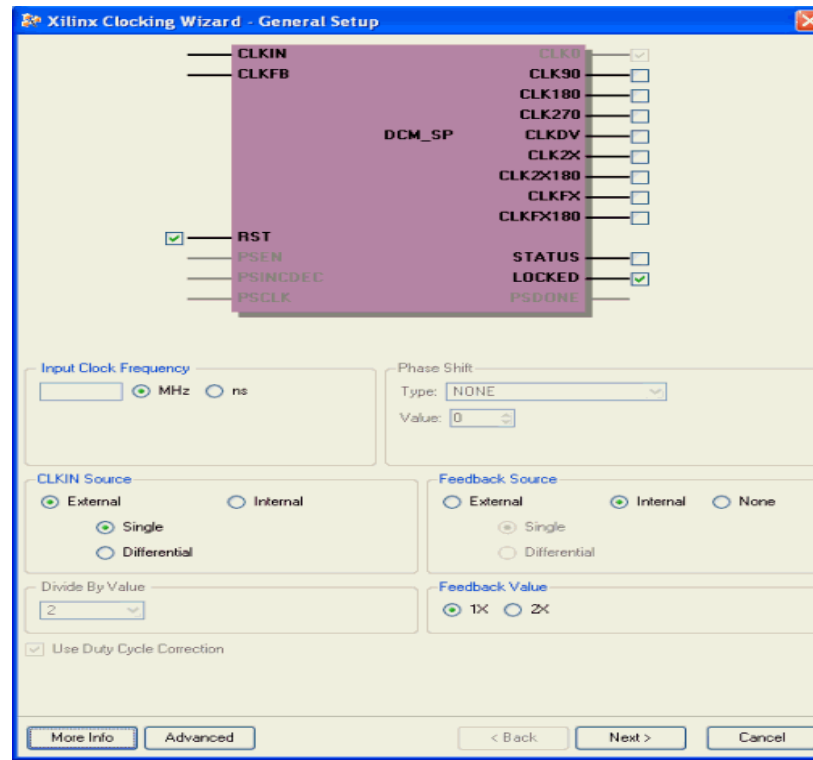 Xilinx Clocking Wizard - General Setup
CLKIN CLK0
CLKFB CLK90
CLK180
CLK270
DCM_SP CLKDV
CLK2X
CLK2X180
CLKFX
CLKFX180
RST
PSEN STATUS
PSINCDEC LOCKED
PSCLK PSDONE
Input Clock Frequency
MHz ns
Phase Shift
Type: NONE
Value: 0
CLKIN Source
External Internal
Single
Differential
Feedback Source
External Internal None
Single
Differential
Divide By Value
2
Feedback Value
1X 2X
Use Duty Cycle Correction
More Info Advanced < Back Next > Cancel